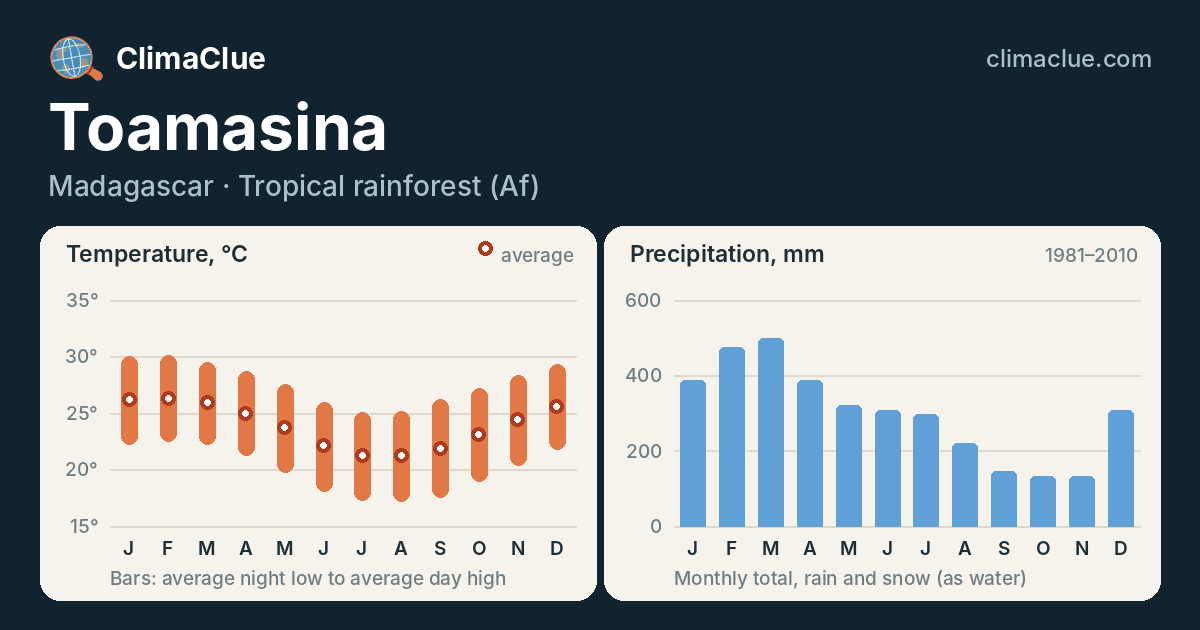 ClimaClue
climaclue.com
Toamasina
Madagascar · Tropical rainforest (Af)
Temperature, °C
average
35°
30°
25°
20°
15°
J F M A M J J A S O N D
Bars: average night low to average day high
Precipitation, mm
1981–2010
600
400
200
0
J F M A M J J A S O N D
Monthly total, rain and snow (as water)